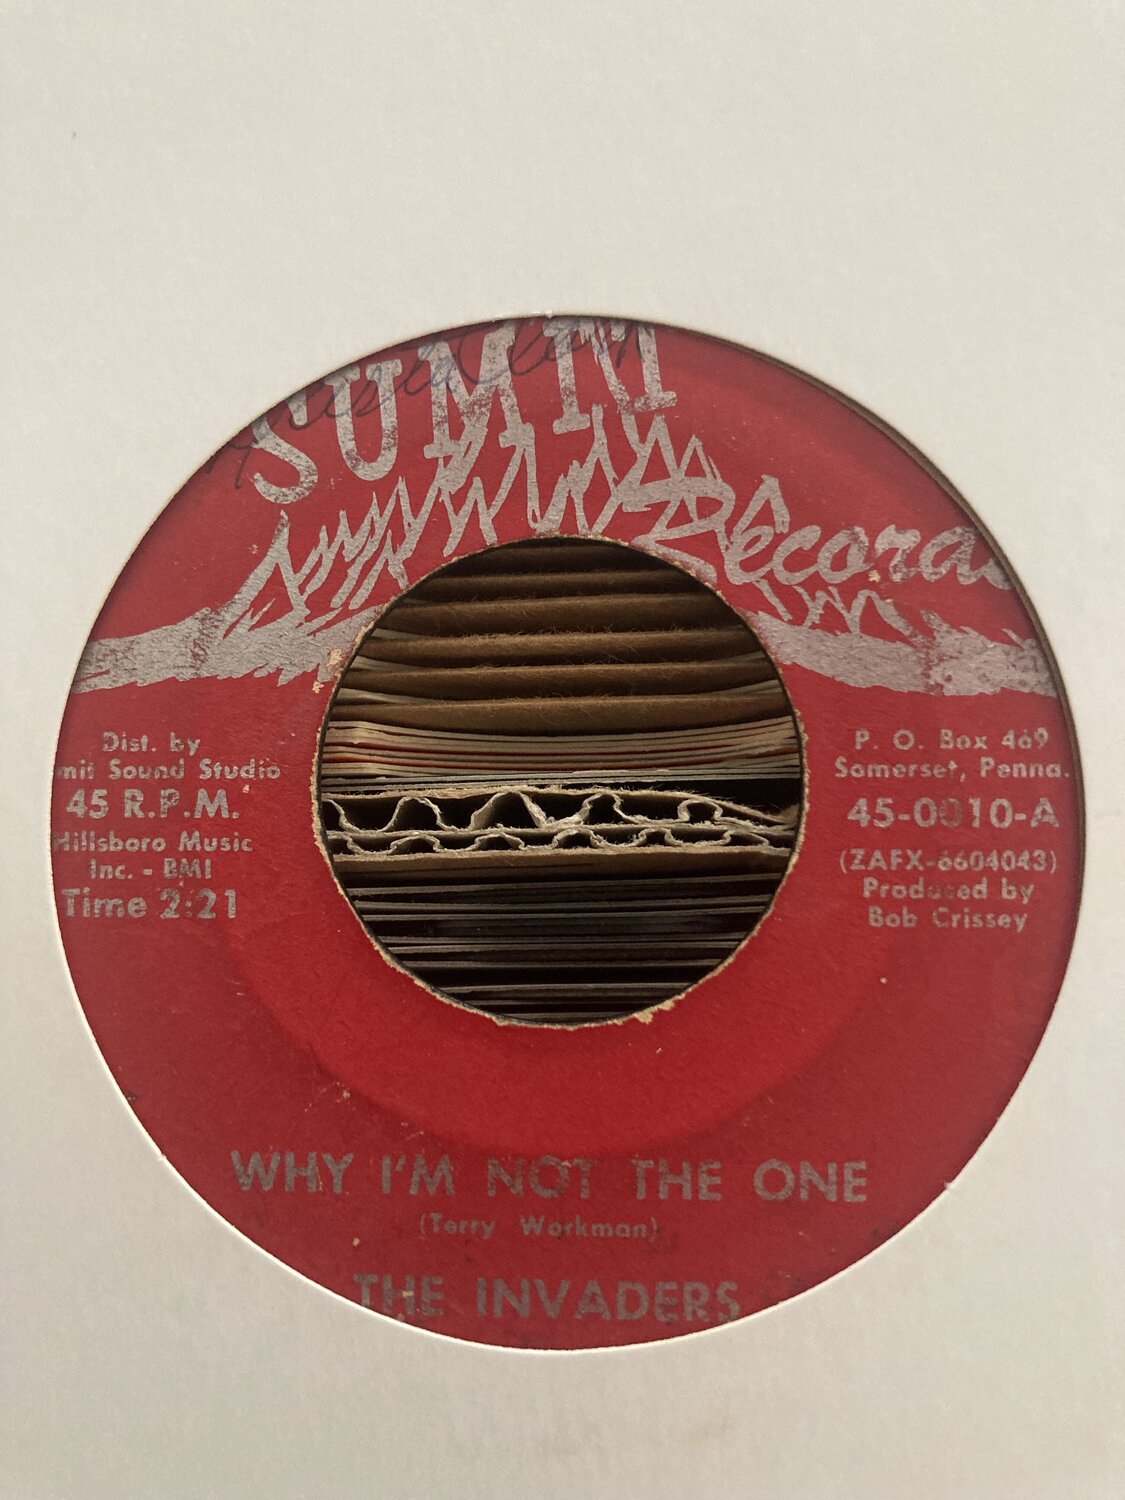 SUMMIT
Records
Dist. by
mit Sound Studio
45 R.P.M.
Hillsboro Music
Inc. - BMI
Time 2:21
P. O. Box 469
Somerset, Penna.
45-0010-A
(ZAFX-6604043)
Produced by
Bob Crissey
WHY I'M NOT THE ONE
(Terry Workman)
THE INVADERS